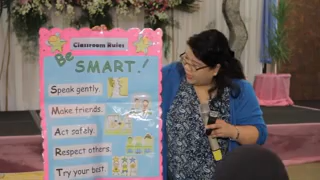 Classroom Rules
Be SMART!
Speak gently.
Make friends.
Act safely.
Respect others.
Try your best.